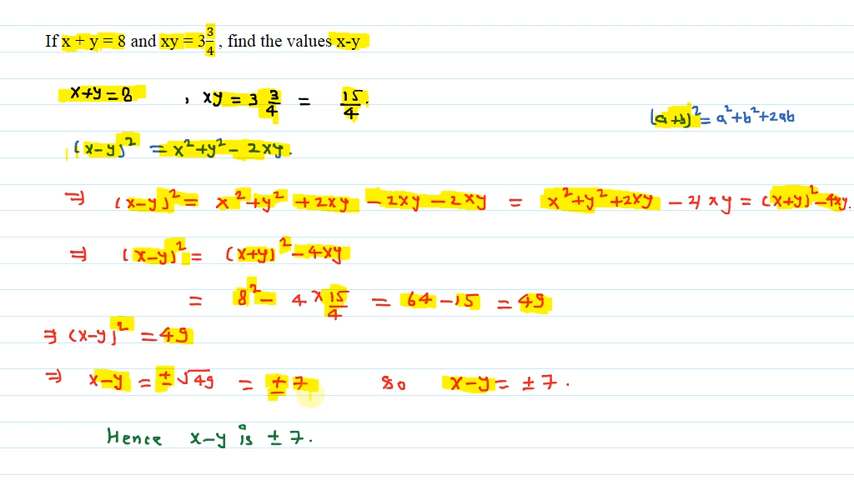 If x + y = 8 and xy = 3 3/4 , find the values x-y
x+y = 8 , xy = 3 3/4 = 15/4 .
(a+b)² = a²+b²+2ab
(x-y)² = x²+y²-2xy.
⇒ (x-y)² = x²+y²+2xy-2xy-2xy = x²+y²+2xy-4xy = (x+y)²-4xy.
⇒ (x-y)² = (x+y)²-4xy
= 8²- 4×15/4 = 64-15 = 49
⇒ (x-y)² = 49
⇒ x-y = ±√49 = ±7 so x-y = ±7.
Hence x-y is ±7.